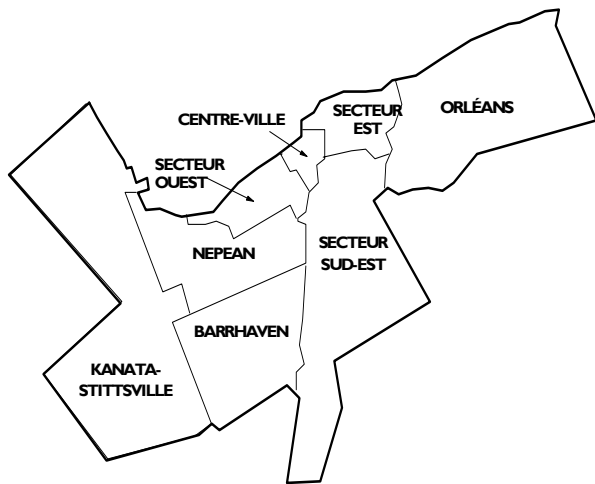 ORLÉANS
SECTEUR
EST
CENTRE-VILLE
SECTEUR
OUEST
NEPEAN
SECTEUR
SUD-EST
BARRHAVEN
KANATA-
STITTSVILLE